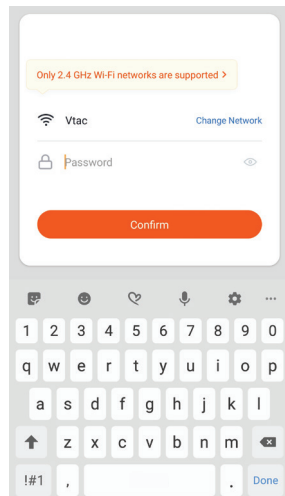 Only 2.4 GHz Wi-Fi networks are supported >
Vtac Change Network
Password
Confirm
1 2 3 4 5 6 7 8 9 0
q w e r t y u i o p
a s d f g h j k l
z x c v b n m
!#1 , . Done